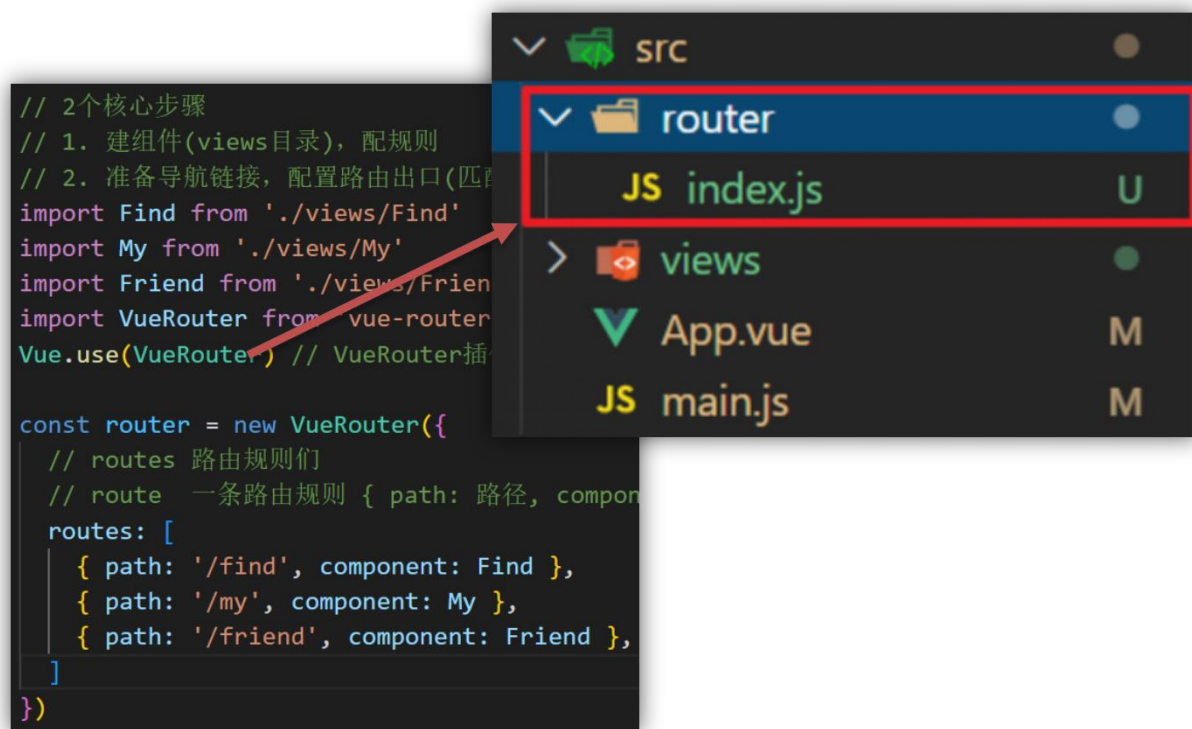 // 2个核心步骤
// 1. 建组件(views目录)，配规则
// 2. 准备导航链接，配置路由出口(匹
import Find from './views/Find'
import My from './views/My'
import Friend from './views/Frien
import VueRouter from 'vue-router
Vue.use(VueRouter) // VueRouter插
const router = new VueRouter({
// routes 路由规则们
// route 一条路由规则 { path: 路径, compon
routes: [
{ path: '/find', component: Find },
{ path: '/my', component: My },
{ path: '/friend', component: Friend },
]
})
src
router
JS index.js U
views
App.vue M
JS main.js M